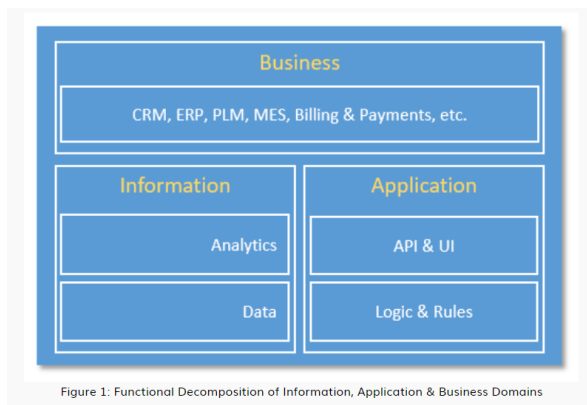 Business
CRM, ERP, PLM, MES, Billing & Payments, etc.
Information
Analytics
Data
Application
API & UI
Logic & Rules
Figure 1: Functional Decomposition of Information, Application & Business Domains